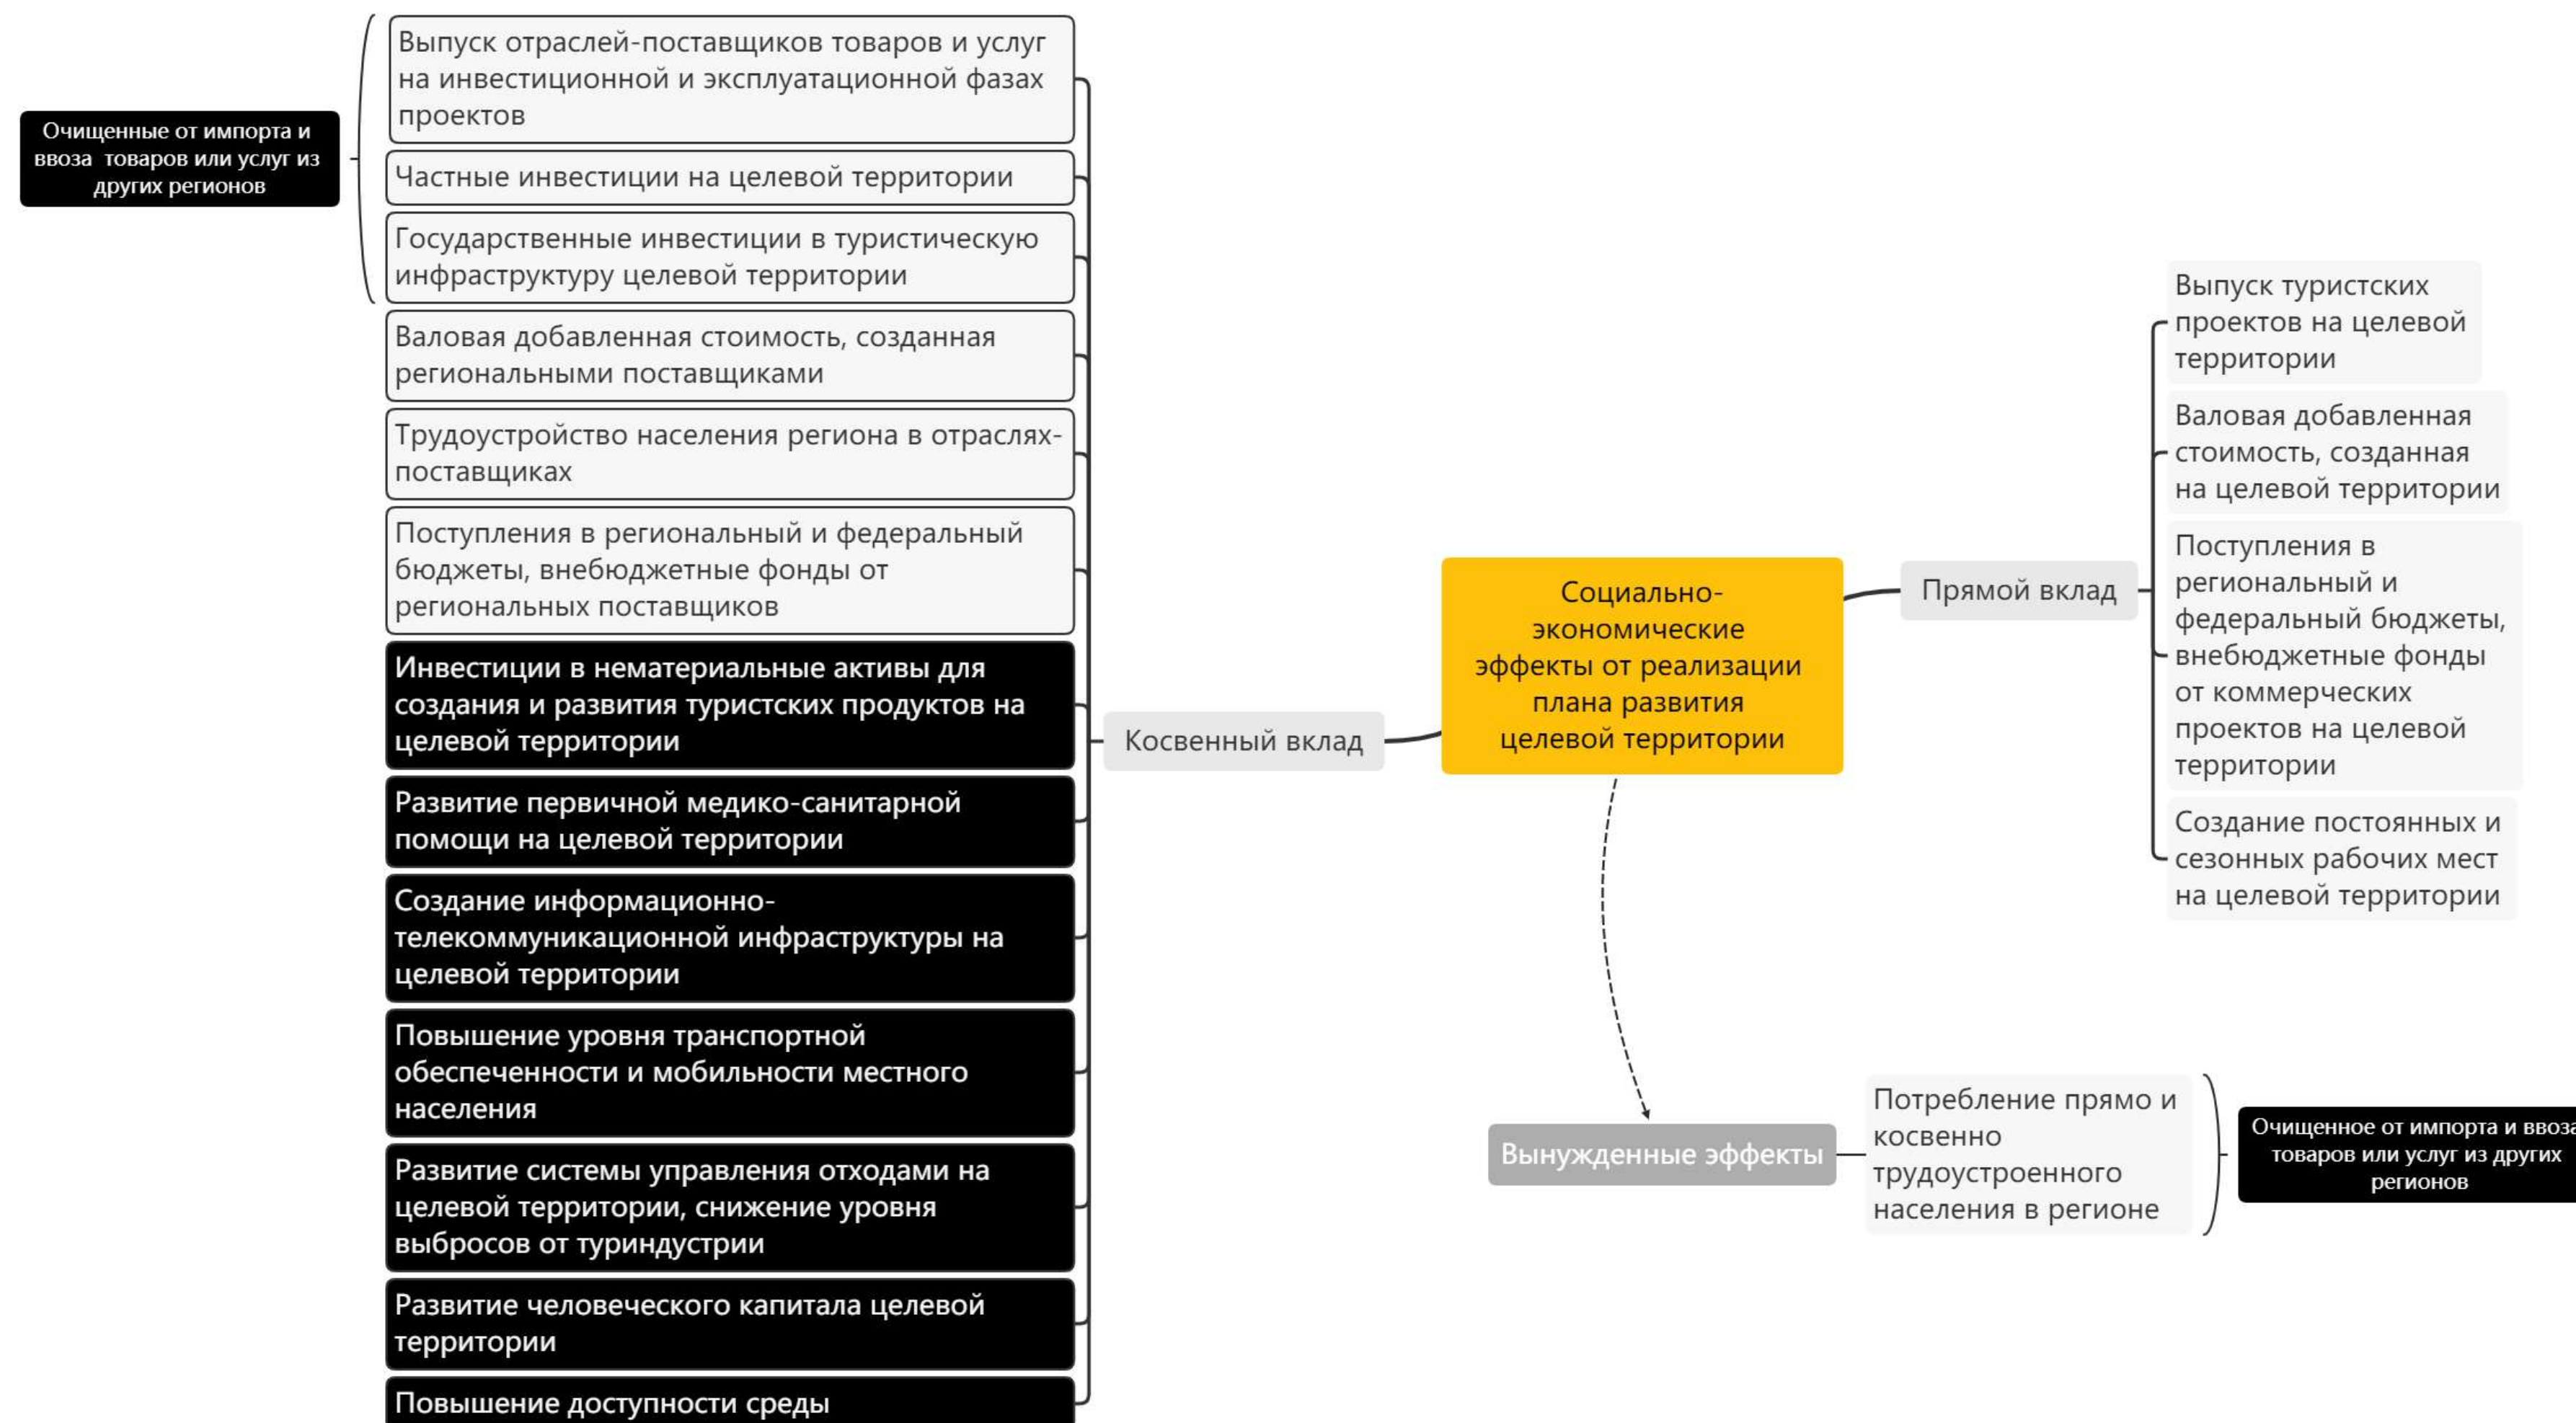 Очищенные от импорта и
ввоза товаров или услуг из
других регионов
Выпуск отраслей-поставщиков товаров и услуг
на инвестиционной и эксплуатационной фазах
проектов
Частные инвестиции на целевой территории
Государственные инвестиции в туристическую
инфраструктуру целевой территории
Валовая добавленная стоимость, созданная
региональными поставщиками
Трудоустройство населения региона в отраслях-
поставщиках
Поступления в региональный и федеральный
бюджеты, внебюджетные фонды от
региональных поставщиков
Инвестиции в нематериальные активы для
создания и развития туристских продуктов на
целевой территории
Развитие первичной медико-санитарной
помощи на целевой территории
Создание информационно-
телекоммуникационной инфраструктуры на
целевой территории
Повышение уровня транспортной
обеспеченности и мобильности местного
населения
Развитие системы управления отходами на
целевой территории, снижение уровня
выбросов от туриндустрии
Развитие человеческого капитала целевой
территории
Повышение доступности среды
Косвенный вклад
Социально-
экономические
эффекты от реализации
плана развития
целевой территории
Прямой вклад
Выпуск туристских
проектов на целевой
территории
Валовая добавленная
стоимость, созданная
на целевой территории
Поступления в
региональный и
федеральный бюджеты,
внебюджетные фонды
от коммерческих
проектов на целевой
территории
Создание постоянных и
сезонных рабочих мест
на целевой территории
Вынужденные эффекты
Потребление прямо и
косвенно
трудоустроенного
населения в регионе
Очищенное от импорта и ввоза
товаров или услуг из других
регионов